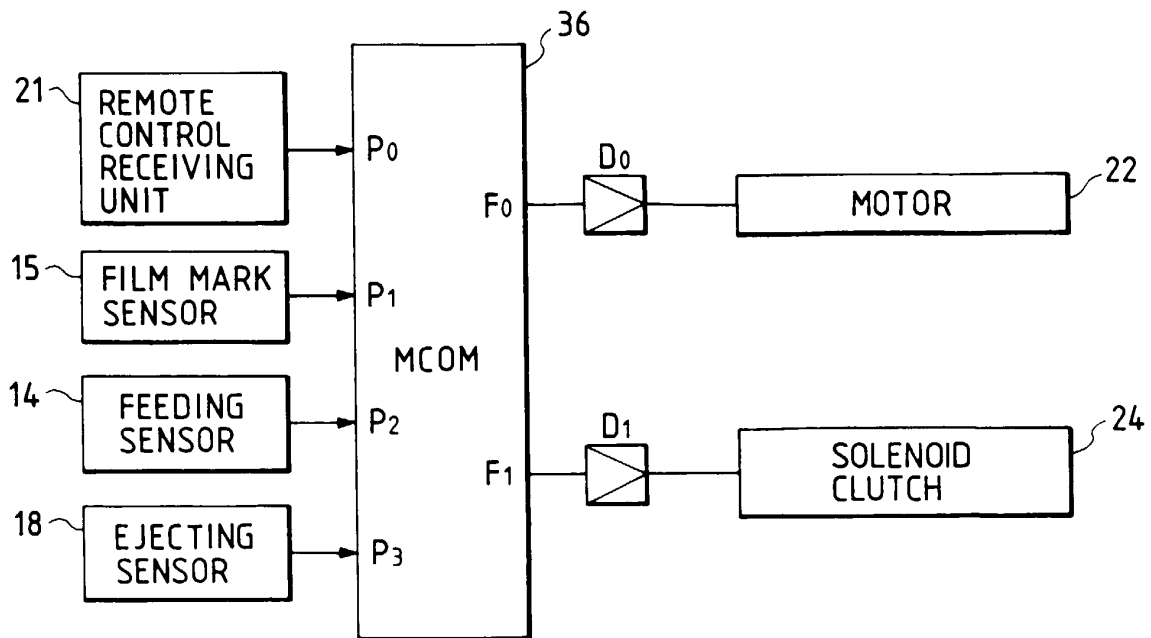 36
21
REMOTE
CONTROL
RECEIVING
UNIT
P0
D0
F0
MOTOR
22
15
FILM MARK
SENSOR
P1
MCOM
14
FEEDING
SENSOR
P2
D1
F1
SOLENOID
CLUTCH
24
18
EJECTING
SENSOR
P3